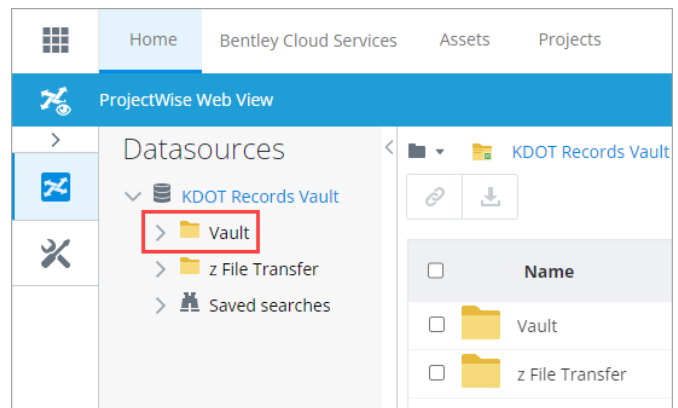 Home Bentley Cloud Services Assets Projects
ProjectWise Web View
Datasources
KDOT Records Vault
KDOT Records Vault
Vault
z File Transfer
Saved searches
Name
Vault
z File Transfer